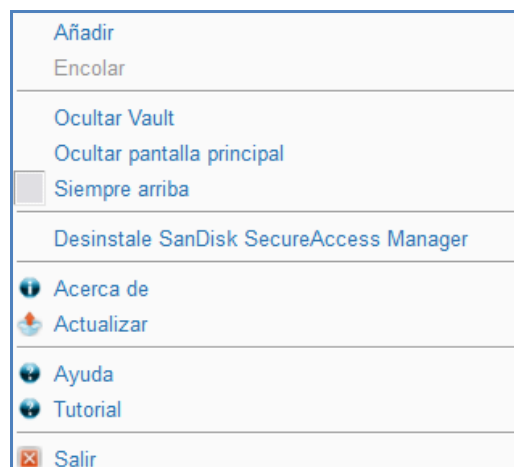 Añadir
Encolar
Ocultar Vault
Ocultar pantalla principal
Siempre arriba
Desinstale SanDisk SecureAccess Manager
Acerca de
Actualizar
Ayuda
Tutorial
Salir